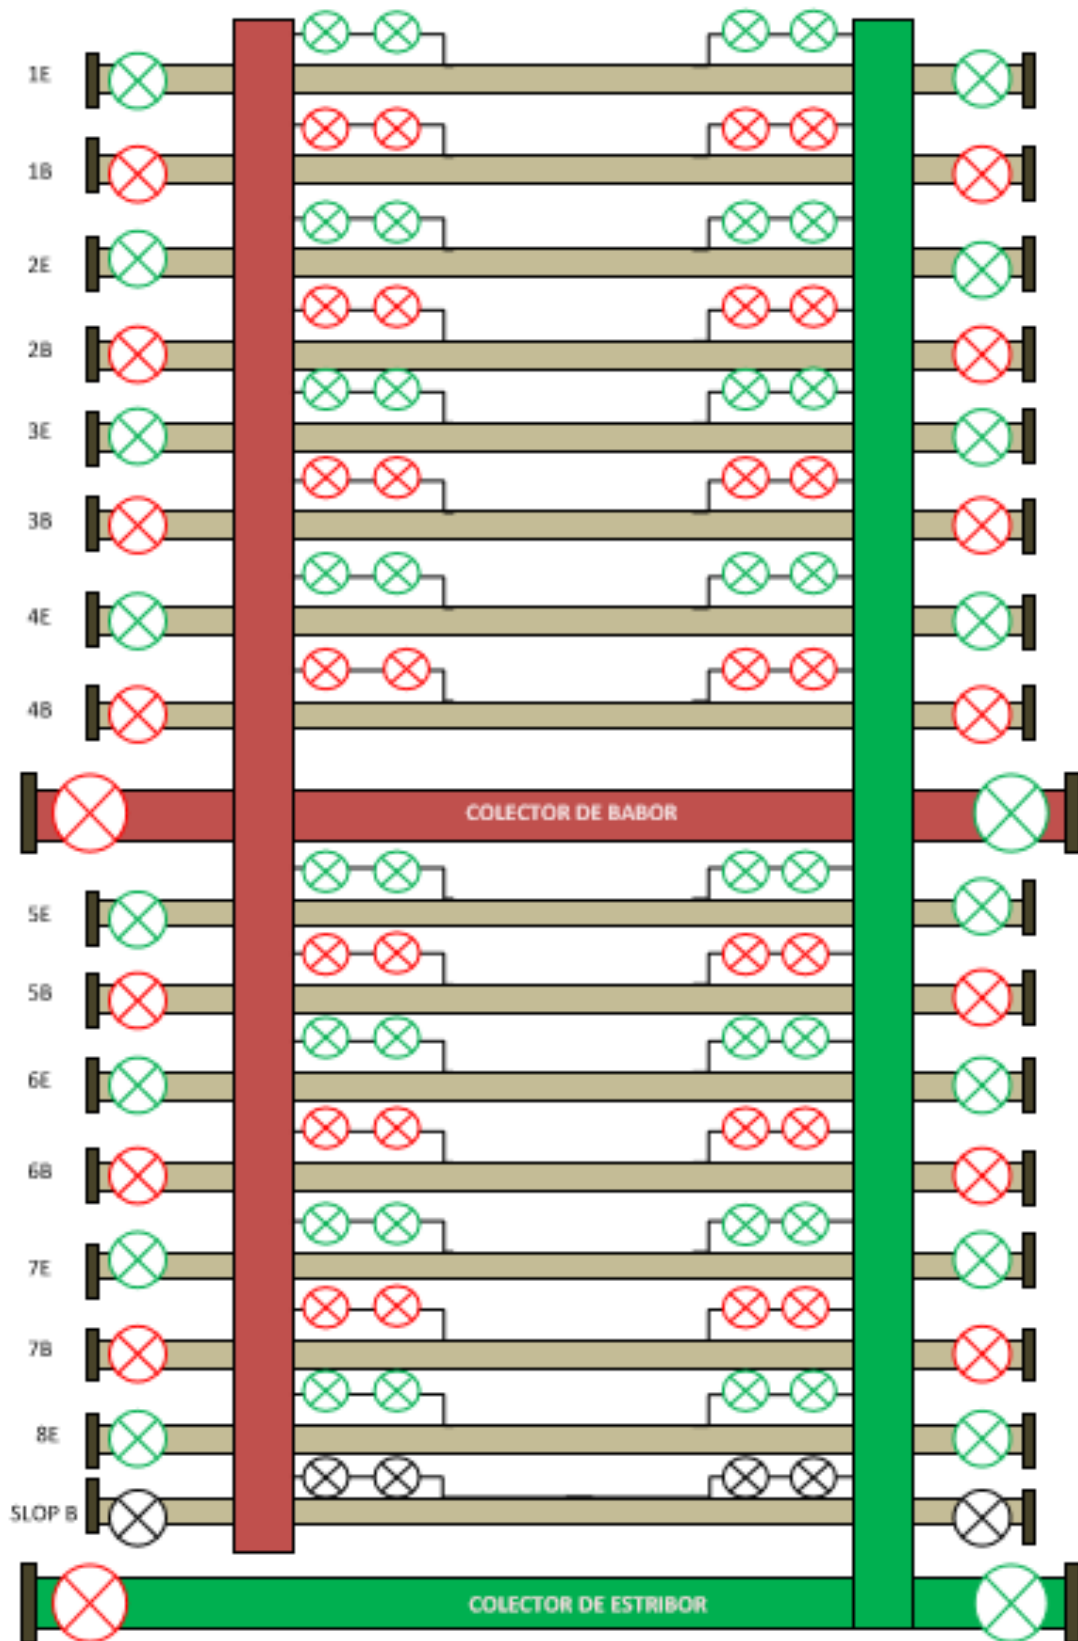 1E
1B
2E
2B
3E
3B
4E
4B
COLECTOR DE BABOR
5E
5B
6E
6B
7E
7B
8E
SLOP B
COLECTOR DE ESTRIBOR